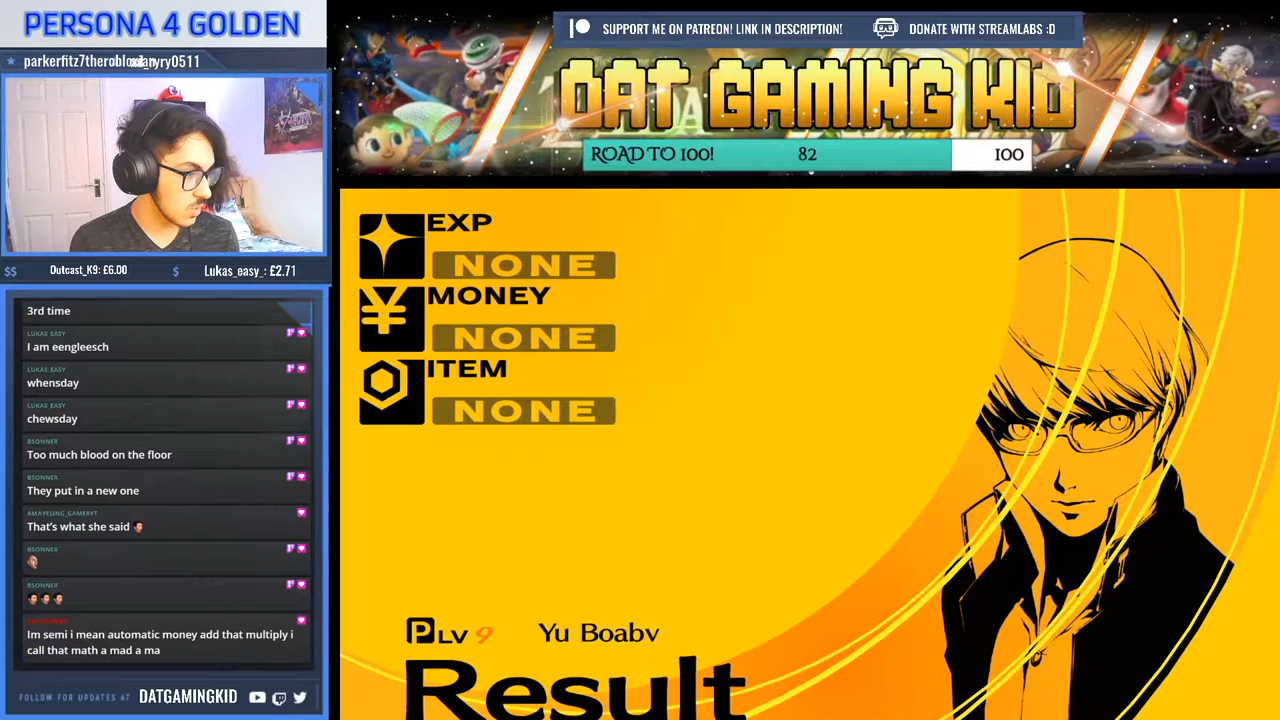 PERSONA 4 GOLDEN
$$ Outcast_K9: £6.00 $ Lukas_easy_: £2.71
3rd time
LUKAS EASY
I am eengleesch
LUKAS EASY
whensday
LUKAS EASY
chewsday
BSONNER
Too much blood on the floor
BSONNER
They put in a new one
AMAYESING_GAMERYT
That's what she said
BSONNER
BSONNER
Im semi i mean automatic money add that multiply i
call that math a mad a ma
FOLLOW FOR UPDATES AT DATGAMINGKID
SUPPORT ME ON PATREON! LINK IN DESCRIPTION!
DONATE WITH STREAMLABS :D
DAT GAMING KID
ROAD TO 100! 82 100
EXP
NONE
MONEY
NONE
ITEM
NONE
P LV 9 Yu Boabv
Result